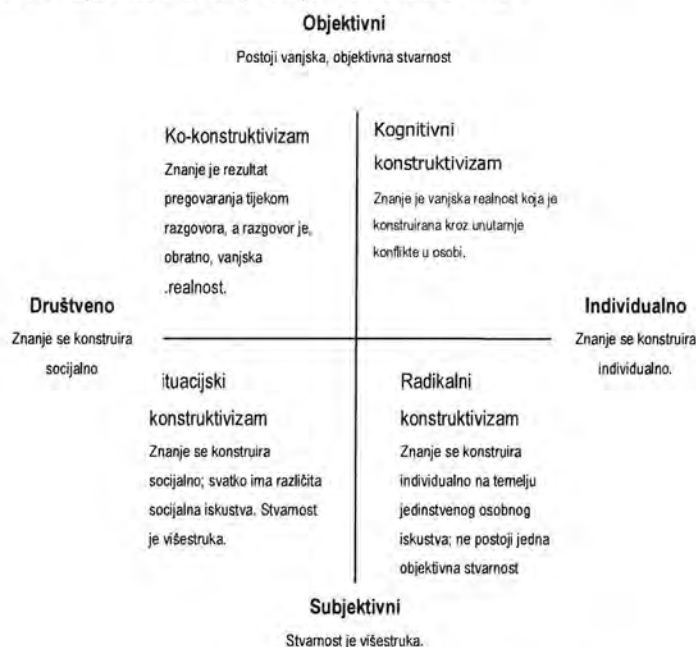 Objektivni
Postoji vanjska, objektivna stvarnost
Ko-konstruktivizam
Znanje je rezultat
pregovaranja tijekom
razgovora, a razgovor je,
obratno, vanjska
.realnost.
Kognitivni
konstruktivizam
Znanje je vanjska realnost koja je
konstruirana kroz unutarnje
konflikte u osobi.
Društveno
Znanje se konstruira
socijalno
Individualno
Znanje se konstruira
individualno.
ituacijski
konstruktivizam
Znanje se konstruira
socijalno; svatko ima različita
socijalna iskustva. Stvarnost
je višestruka.
Radikalni
konstruktivizam
Znanje se konstruira
individualno na temelju
jedinstvenog osobnog
iskustva; ne postoji jedna
objektivna stvarnost
Subjektivni
Stvarnost je višestruka.